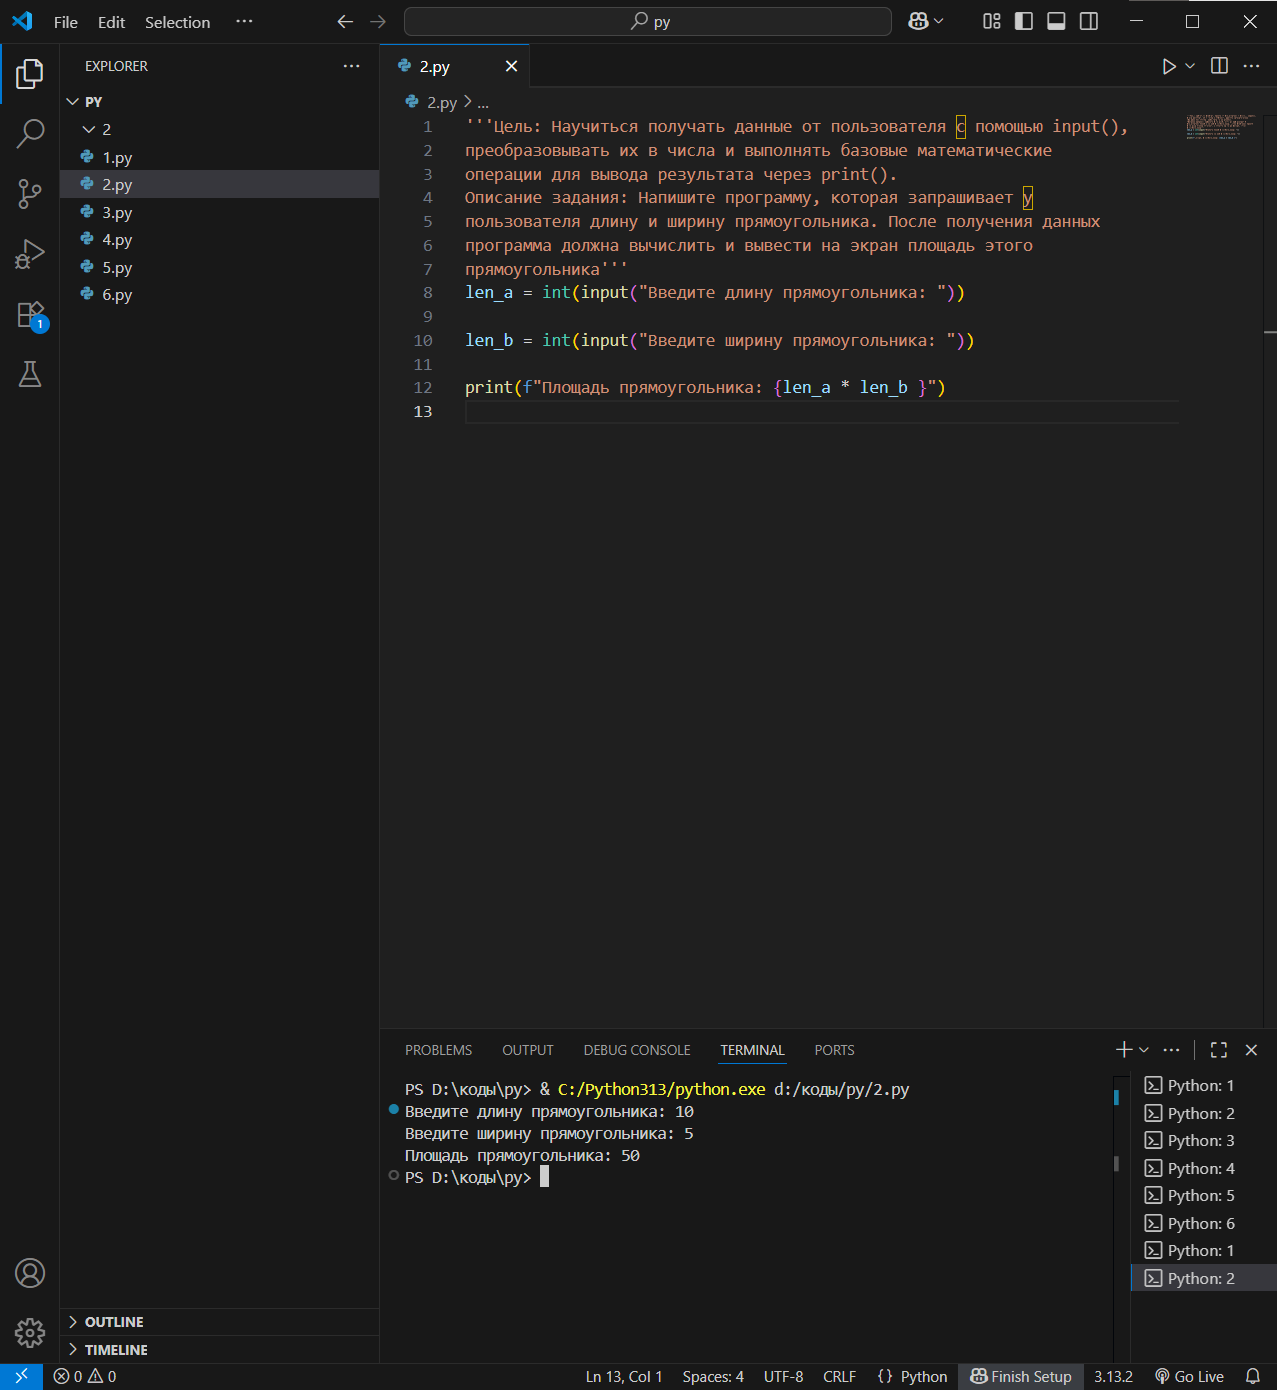 File Edit Selection ···
py
EXPLORER ···
PY
2
1.py
2.py
3.py
4.py
5.py
6.py
1
2.py
2.py > ...
1 '''Цель: Научиться получать данные от пользователя с помощью input(),
2 преобразовывать их в числа и выполнять базовые математические
3 операции для вывода результата через print().
4 Описание задания: Напишите программу, которая запрашивает у
5 пользователя длину и ширину прямоугольника. После получения данных
6 программа должна вычислить и вывести на экран площадь этого
7 прямоугольника'''
8 len_a = int(input("Введите длину прямоугольника: "))
9
10 len_b = int(input("Введите ширину прямоугольника: "))
11
12 print(f"Площадь прямоугольника: {len_a * len_b }")
13
PROBLEMS OUTPUT DEBUG CONSOLE TERMINAL PORTS
PS D:\коды\py> & C:/Python313/python.exe d:/коды/py/2.py
Введите длину прямоугольника: 10
Введите ширину прямоугольника: 5
Площадь прямоугольника: 50
PS D:\коды\py>
Python: 1
Python: 2
Python: 3
Python: 4
Python: 5
Python: 6
Python: 1
Python: 2
OUTLINE
TIMELINE
0 0 Ln 13, Col 1 Spaces: 4 UTF-8 CRLF {} Python Finish Setup 3.13.2 Go Live